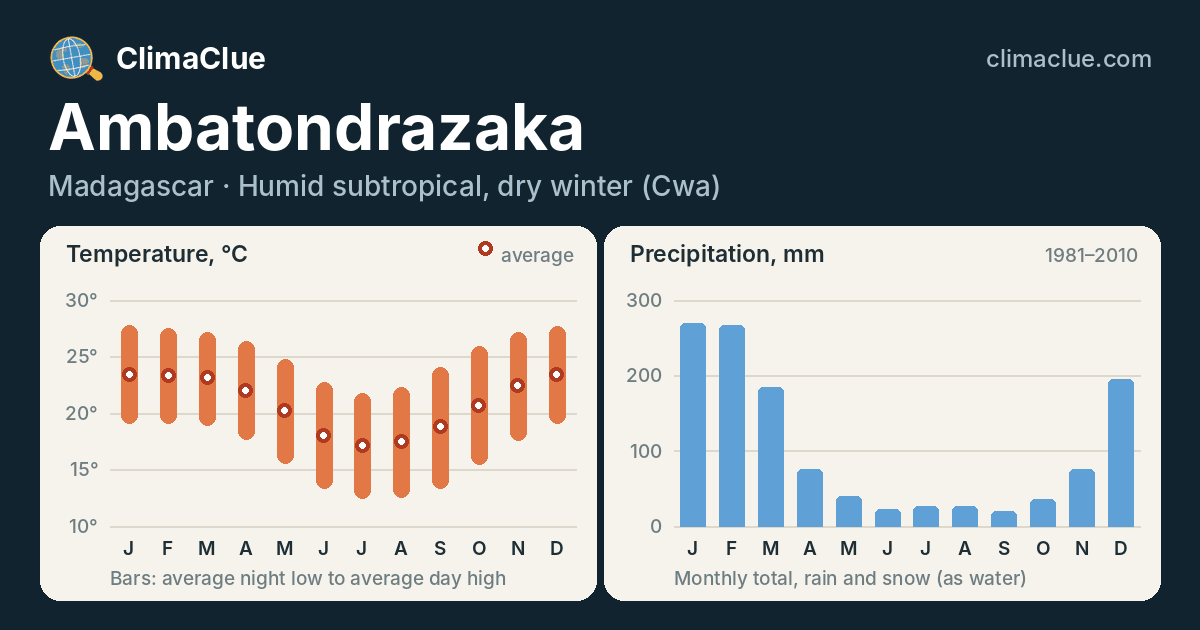 ClimaClue
climaclue.com
Ambatondrazaka
Madagascar · Humid subtropical, dry winter (Cwa)
Temperature, °C
average
30°
25°
20°
15°
10°
J F M A M J J A S O N D
Bars: average night low to average day high
Precipitation, mm
1981–2010
300
200
100
0
J F M A M J J A S O N D
Monthly total, rain and snow (as water)